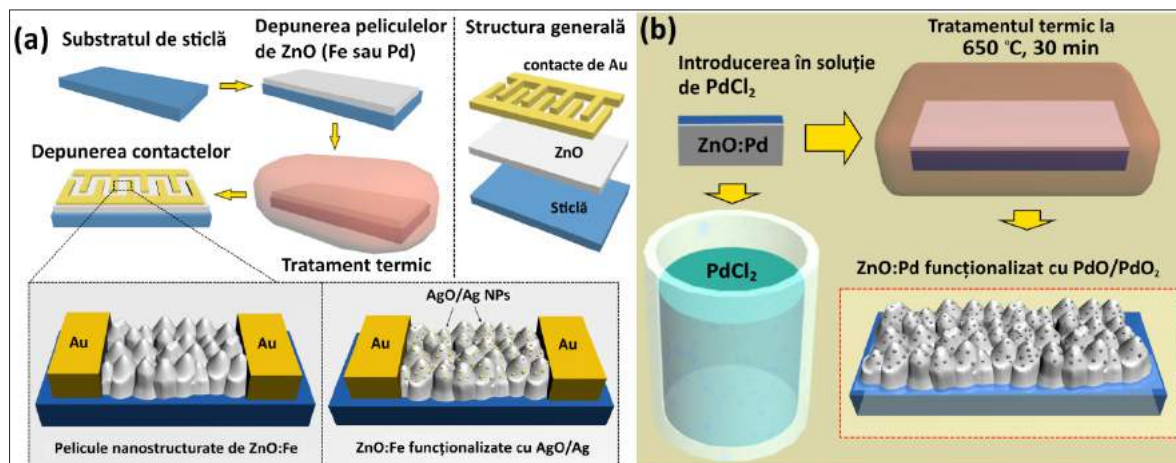 (a)
Substratul de sticlă
Depunerea peliculelor
de ZnO (Fe sau Pd)
Depunerea contactelor
Tratament termic
Structura generală
contacte de Au
ZnO
Sticlă
AgO/Ag NPs
Au
Au
Au
Au
Pelicule nanostructurate de ZnO:Fe
ZnO:Fe funcționalizate cu AgO/Ag
(b)
Introducerea în soluție
de PdCl₂
ZnO:Pd
Tratamentul termic la
650 °C, 30 min
PdCl₂
ZnO:Pd funcționalizat cu PdO/PdO₂